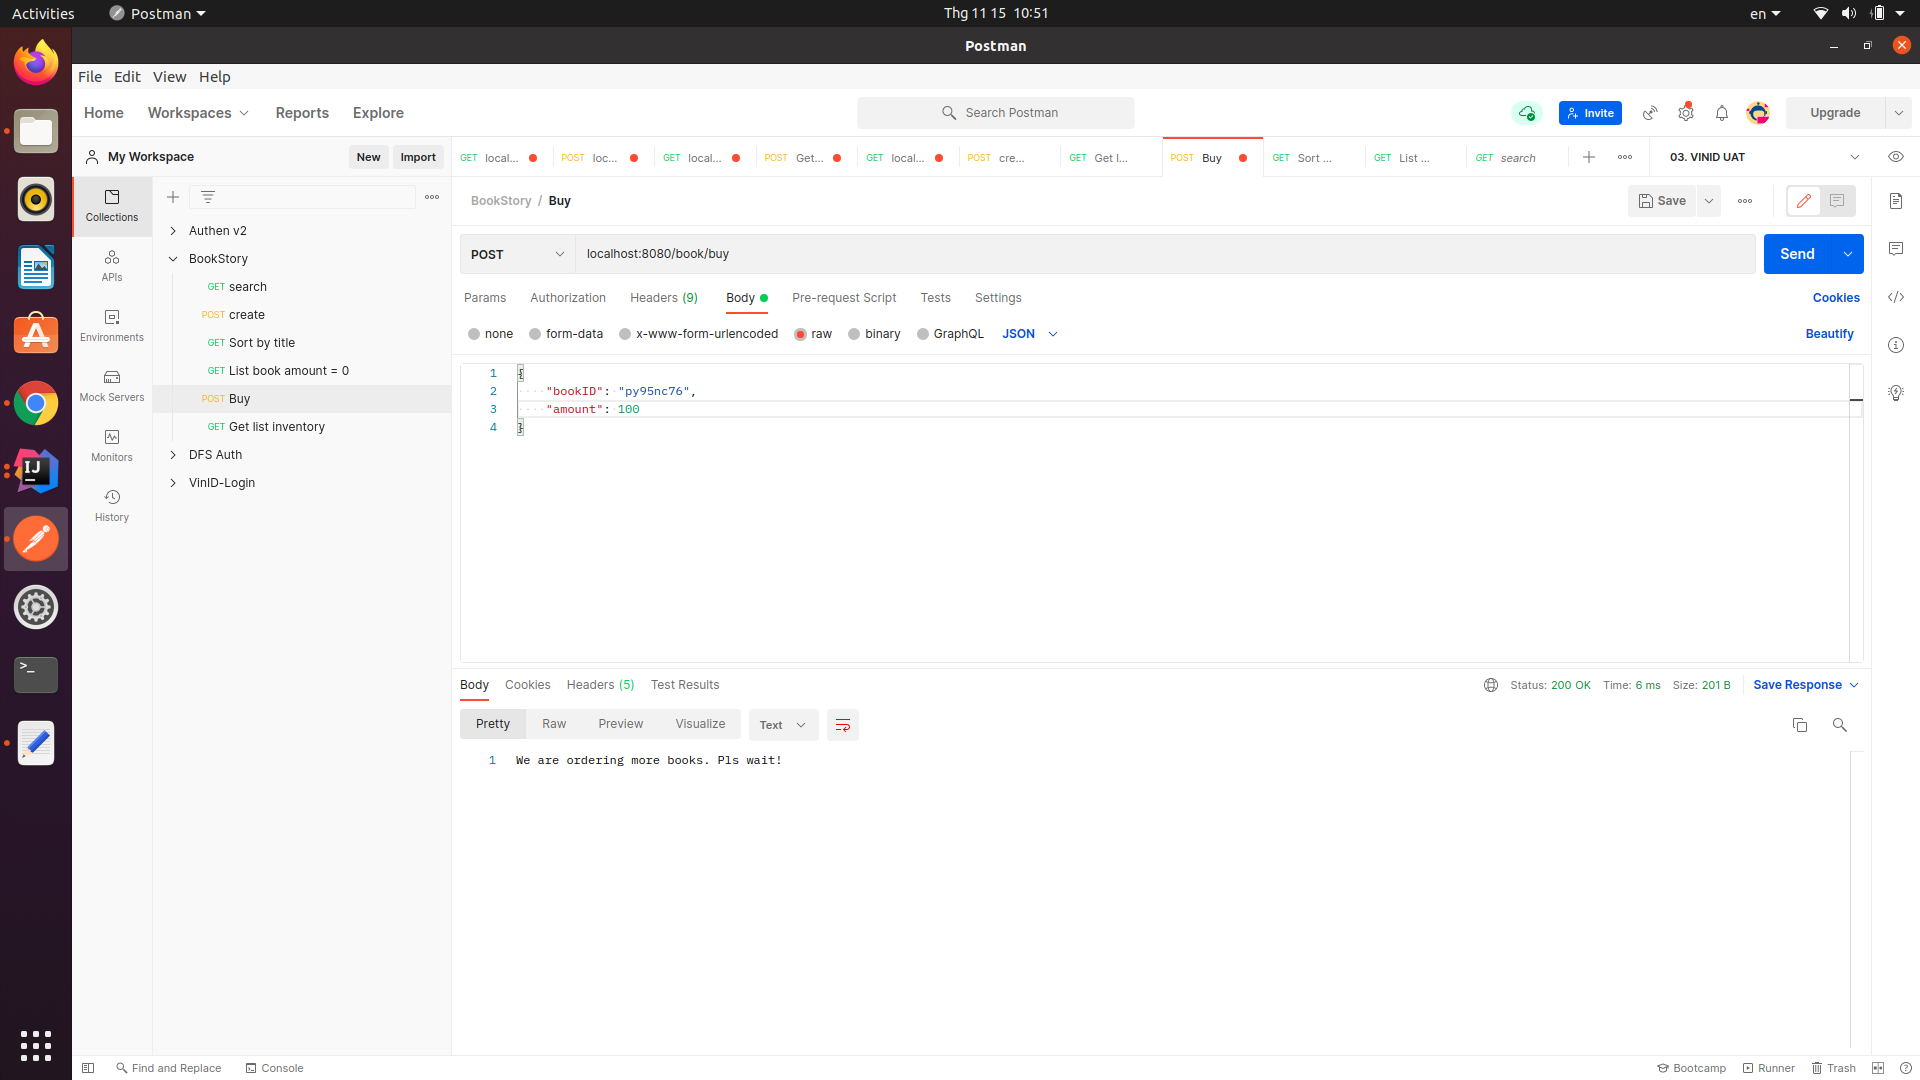 Activities
Postman
Thg 11 15 10:51
en
Postman
File Edit View Help
Home Workspaces Reports Explore
Search Postman
Invite
Upgrade
My Workspace
New Import
GET local...
POST loc...
GET local...
POST Get...
GET local...
POST cre...
GET Get l...
POST Buy
GET Sort ...
GET List ...
GET search
03. VINID UAT
Collections
APIs
Environments
Mock Servers
Monitors
History
Authen v2
BookStory
GET search
POST create
GET Sort by title
GET List book amount = 0
POST Buy
GET Get list inventory
DFS Auth
VinID-Login
BookStory / Buy
Save
POST localhost:8080/book/buy
Send
Params Authorization Headers (9) Body Pre-request Script Tests Settings
Cookies
none form-data x-www-form-urlencoded raw binary GraphQL JSON
Beautify
1 {
2 "bookID": "py95nc76",
3 "amount": 100
4 }
Body Cookies Headers (5) Test Results
Status: 200 OK Time: 6 ms Size: 201 B Save Response
Pretty Raw Preview Visualize Text
1 We are ordering more books. Pls wait!
Find and Replace Console
Bootcamp Runner Trash
IJ
>_